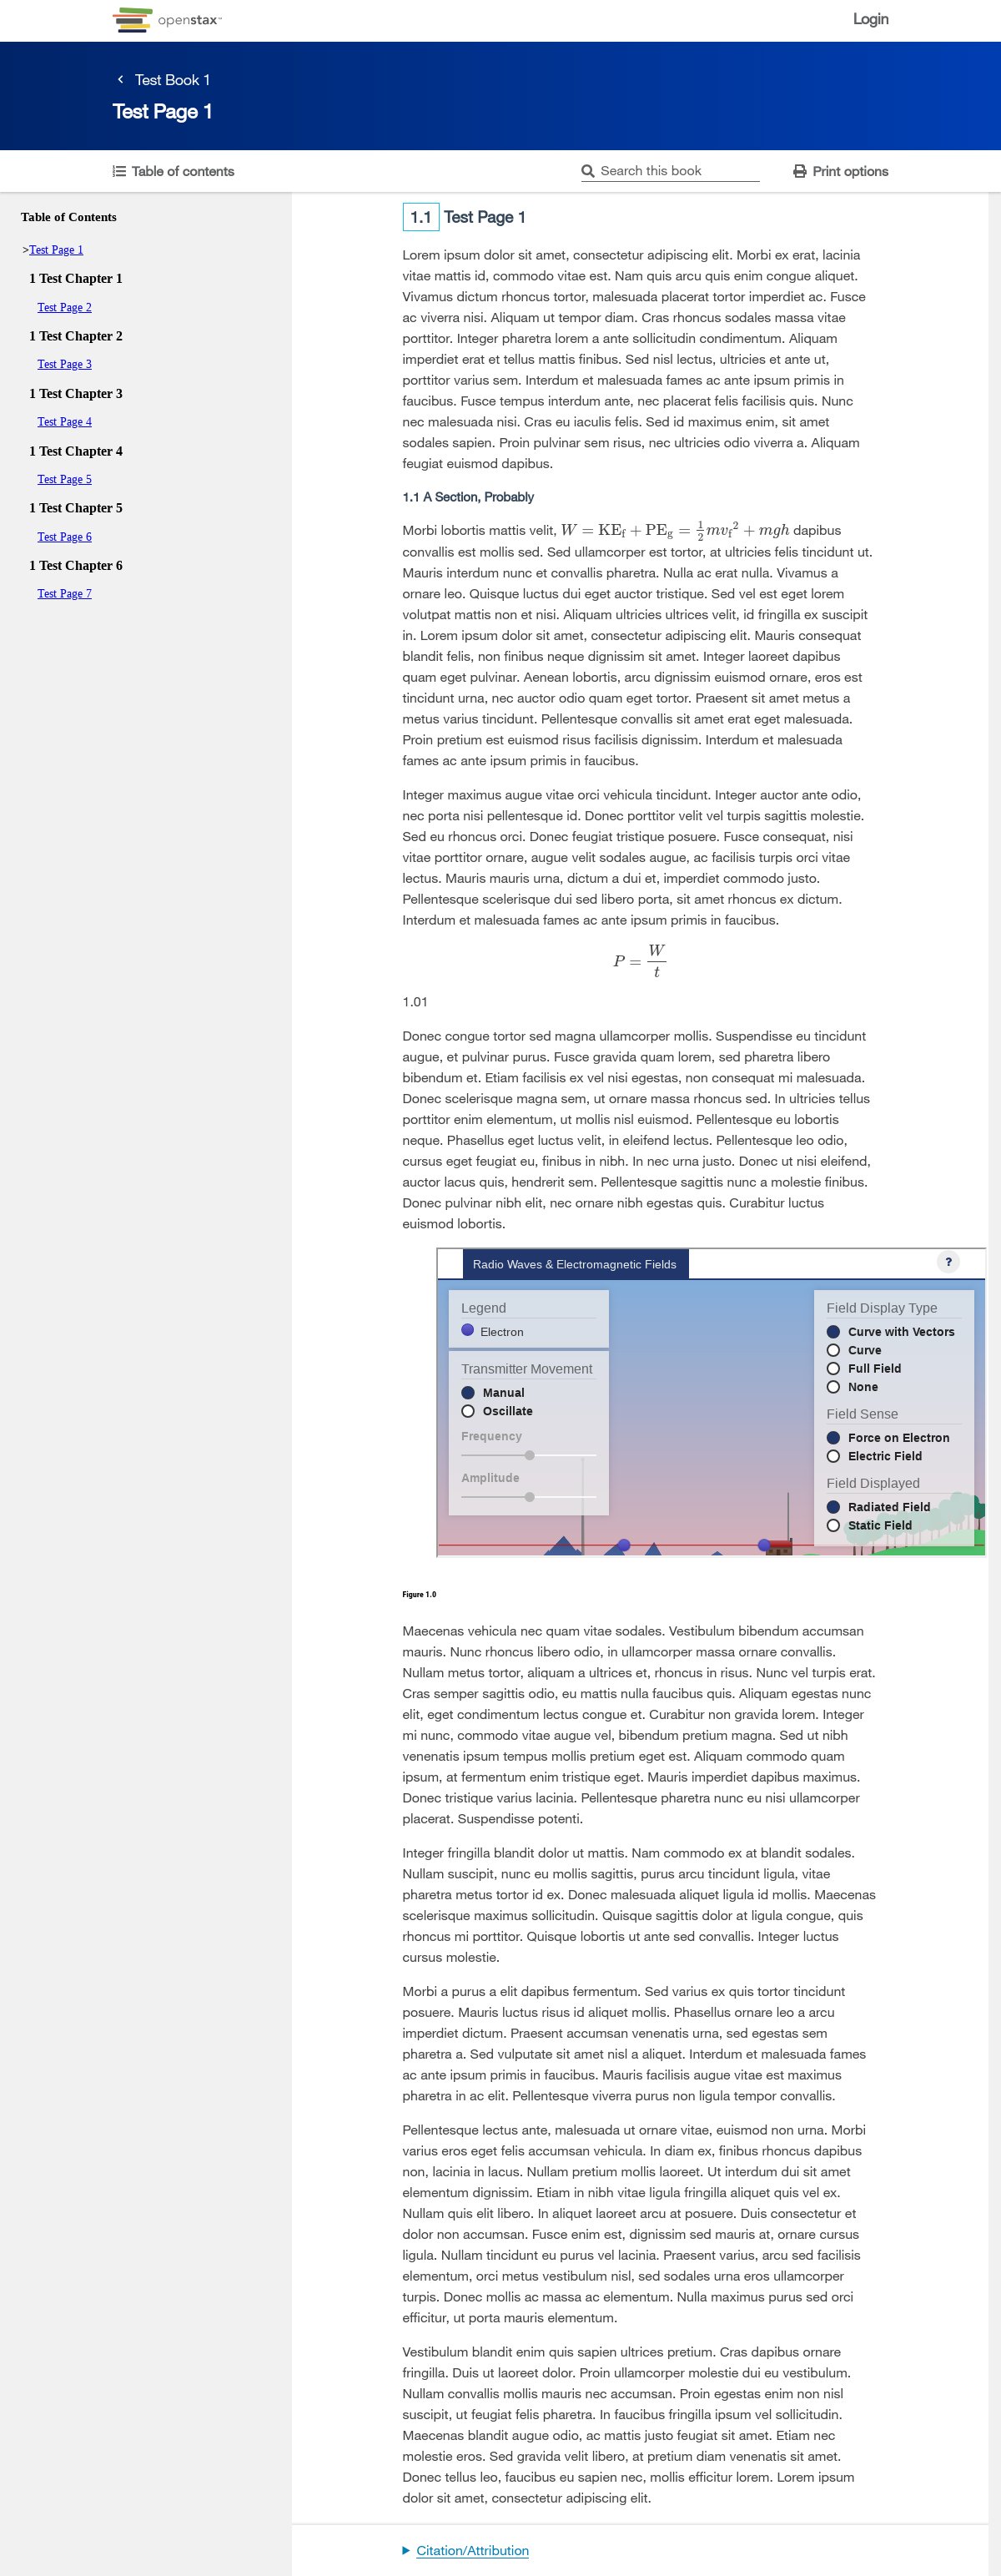 openstax™
Login
Test Book 1
Test Page 1
Table of contents
Search this book
Print options
Table of Contents
>Test Page 1
1 Test Chapter 1
Test Page 2
1 Test Chapter 2
Test Page 3
1 Test Chapter 3
Test Page 4
1 Test Chapter 4
Test Page 5
1 Test Chapter 5
Test Page 6
1 Test Chapter 6
Test Page 7
1.1 Test Page 1
Lorem ipsum dolor sit amet, consectetur adipiscing elit. Morbi ex erat, lacinia
vitae mattis id, commodo vitae est. Nam quis arcu quis enim congue aliquet.
Vivamus dictum rhoncus tortor, malesuada placerat tortor imperdiet ac. Fusce
ac viverra nisi. Aliquam ut tempor diam. Cras rhoncus sodales massa vitae
porttitor. Integer pharetra lorem a ante sollicitudin condimentum. Aliquam
imperdiet erat et tellus mattis finibus. Sed nisl lectus, ultricies et ante ut,
porttitor varius sem. Interdum et malesuada fames ac ante ipsum primis in
faucibus. Fusce tempus interdum ante, nec placerat felis facilisis quis. Nunc
nec malesuada nisi. Cras eu iaculis felis. Sed id maximus enim, sit amet
sodales sapien. Proin pulvinar sem risus, nec ultricies odio viverra a. Aliquam
feugiat euismod dapibus.
1.1 A Section, Probably
Morbi lobortis mattis velit, W = KE_f + PE_g = 1/2 mv_f² + mgh dapibus
convallis est mollis sed. Sed ullamcorper est tortor, at ultricies felis tincidunt ut.
Mauris interdum nunc et convallis pharetra. Nulla ac erat nulla. Vivamus a
ornare leo. Quisque luctus dui eget auctor tristique. Sed vel est eget lorem
volutpat mattis non et nisi. Aliquam ultricies ultrices velit, id fringilla ex suscipit
in. Lorem ipsum dolor sit amet, consectetur adipiscing elit. Mauris consequat
blandit felis, non finibus neque dignissim sit amet. Integer laoreet dapibus
quam eget pulvinar. Aenean lobortis, arcu dignissim euismod ornare, eros est
tincidunt urna, nec auctor odio quam eget tortor. Praesent sit amet metus a
metus varius tincidunt. Pellentesque convallis sit amet erat eget malesuada.
Proin pretium est euismod risus facilisis dignissim. Interdum et malesuada
fames ac ante ipsum primis in faucibus.
Integer maximus augue vitae orci vehicula tincidunt. Integer auctor ante odio,
nec porta nisi pellentesque id. Donec porttitor velit vel turpis sagittis molestie.
Sed eu rhoncus orci. Donec feugiat tristique posuere. Fusce consequat, nisi
vitae porttitor ornare, augue velit sodales augue, ac facilisis turpis orci vitae
lectus. Mauris mauris urna, dictum a dui et, imperdiet commodo justo.
Pellentesque scelerisque dui sed libero porta, sit amet rhoncus ex dictum.
Interdum et malesuada fames ac ante ipsum primis in faucibus.
P = W/t
1.01
Donec congue tortor sed magna ullamcorper mollis. Suspendisse eu tincidunt
augue, et pulvinar purus. Fusce gravida quam lorem, sed pharetra libero
bibendum et. Etiam facilisis ex vel nisi egestas, non consequat mi malesuada.
Donec scelerisque magna sem, ut ornare massa rhoncus sed. In ultricies tellus
porttitor enim elementum, ut mollis nisl euismod. Pellentesque eu lobortis
neque. Phasellus eget luctus velit, in eleifend lectus. Pellentesque leo odio,
cursus eget feugiat eu, finibus in nibh. In nec urna justo. Donec ut nisi eleifend,
auctor lacus quis, hendrerit sem. Pellentesque sagittis nunc a molestie finibus.
Donec pulvinar nibh elit, nec ornare nibh egestas quis. Curabitur luctus
euismod lobortis.
Radio Waves & Electromagnetic Fields
?
Legend
Electron
Transmitter Movement
Manual
Oscillate
Frequency
Amplitude
Field Display Type
Curve with Vectors
Curve
Full Field
None
Field Sense
Force on Electron
Electric Field
Field Displayed
Radiated Field
Static Field
Figure 1.0
Maecenas vehicula nec quam vitae sodales. Vestibulum bibendum accumsan
mauris. Nunc rhoncus libero odio, in ullamcorper massa ornare convallis.
Nullam metus tortor, aliquam a ultrices et, rhoncus in risus. Nunc vel turpis erat.
Cras semper sagittis odio, eu mattis nulla faucibus quis. Aliquam egestas nunc
elit, eget condimentum lectus congue et. Curabitur non gravida lorem. Integer
mi nunc, commodo vitae augue vel, bibendum pretium magna. Sed ut nibh
venenatis ipsum tempus mollis pretium eget est. Aliquam commodo quam
ipsum, at fermentum enim tristique eget. Mauris imperdiet dapibus maximus.
Donec tristique varius lacinia. Pellentesque pharetra nunc eu nisi ullamcorper
placerat. Suspendisse potenti.
Integer fringilla blandit dolor ut mattis. Nam commodo ex at blandit sodales.
Nullam suscipit, nunc eu mollis sagittis, purus arcu tincidunt ligula, vitae
pharetra metus tortor id ex. Donec malesuada aliquet ligula id mollis. Maecenas
scelerisque maximus sollicitudin. Quisque sagittis dolor at ligula congue, quis
rhoncus mi porttitor. Quisque lobortis ut ante sed convallis. Integer luctus
cursus molestie.
Morbi a purus a elit dapibus fermentum. Sed varius ex quis tortor tincidunt
posuere. Mauris luctus risus id aliquet mollis. Phasellus ornare leo a arcu
imperdiet dictum. Praesent accumsan venenatis urna, sed egestas sem
pharetra a. Sed vulputate sit amet nisl a aliquet. Interdum et malesuada fames
ac ante ipsum primis in faucibus. Mauris facilisis augue vitae est maximus
pharetra in ac elit. Pellentesque viverra purus non ligula tempor convallis.
Pellentesque lectus ante, malesuada ut ornare vitae, euismod non urna. Morbi
varius eros eget felis accumsan vehicula. In diam ex, finibus rhoncus dapibus
non, lacinia in lacus. Nullam pretium mollis laoreet. Ut interdum dui sit amet
elementum dignissim. Etiam in nibh vitae ligula fringilla aliquet quis vel ex.
Nullam quis elit libero. In aliquet laoreet arcu at posuere. Duis consectetur et
dolor non accumsan. Fusce enim est, dignissim sed mauris at, ornare cursus
ligula. Nullam tincidunt eu purus vel lacinia. Praesent varius, arcu sed facilisis
elementum, orci metus vestibulum nisl, sed sodales urna eros ullamcorper
turpis. Donec mollis ac massa ac elementum. Nulla maximus purus sed orci
efficitur, ut porta mauris elementum.
Vestibulum blandit enim quis sapien ultrices pretium. Cras dapibus ornare
fringilla. Duis ut laoreet dolor. Proin ullamcorper molestie dui eu vestibulum.
Nullam convallis mollis mauris nec accumsan. Proin egestas enim non nisl
suscipit, ut feugiat felis pharetra. In faucibus fringilla ipsum vel sollicitudin.
Maecenas blandit augue odio, ac mattis justo feugiat sit amet. Etiam nec
molestie eros. Sed gravida velit libero, at pretium diam venenatis sit amet.
Donec tellus leo, faucibus eu sapien nec, mollis efficitur lorem. Lorem ipsum
dolor sit amet, consectetur adipiscing elit.
Citation/Attribution